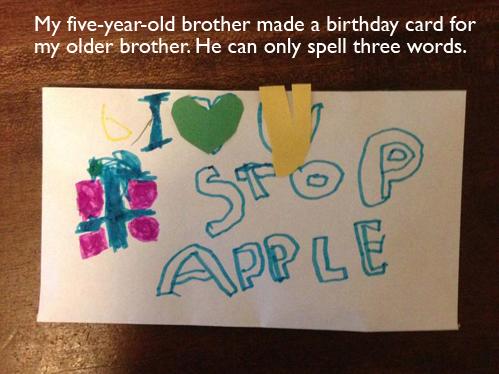 My five-year-old brother made a birthday card for
my older brother. He can only spell three words.
I ♥ U
STOP
APPLE